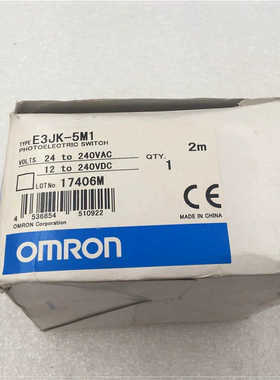 TYPE E3JK-5M1
PHOTOELECTRIC SWITCH
2m
VOLTS 24 to 240VAC
12 to 240VDC
QTY.
1
LOT No 17406M
4 536854 510922
OMRON Corporation
CE
MADE IN CHINA
OMRON